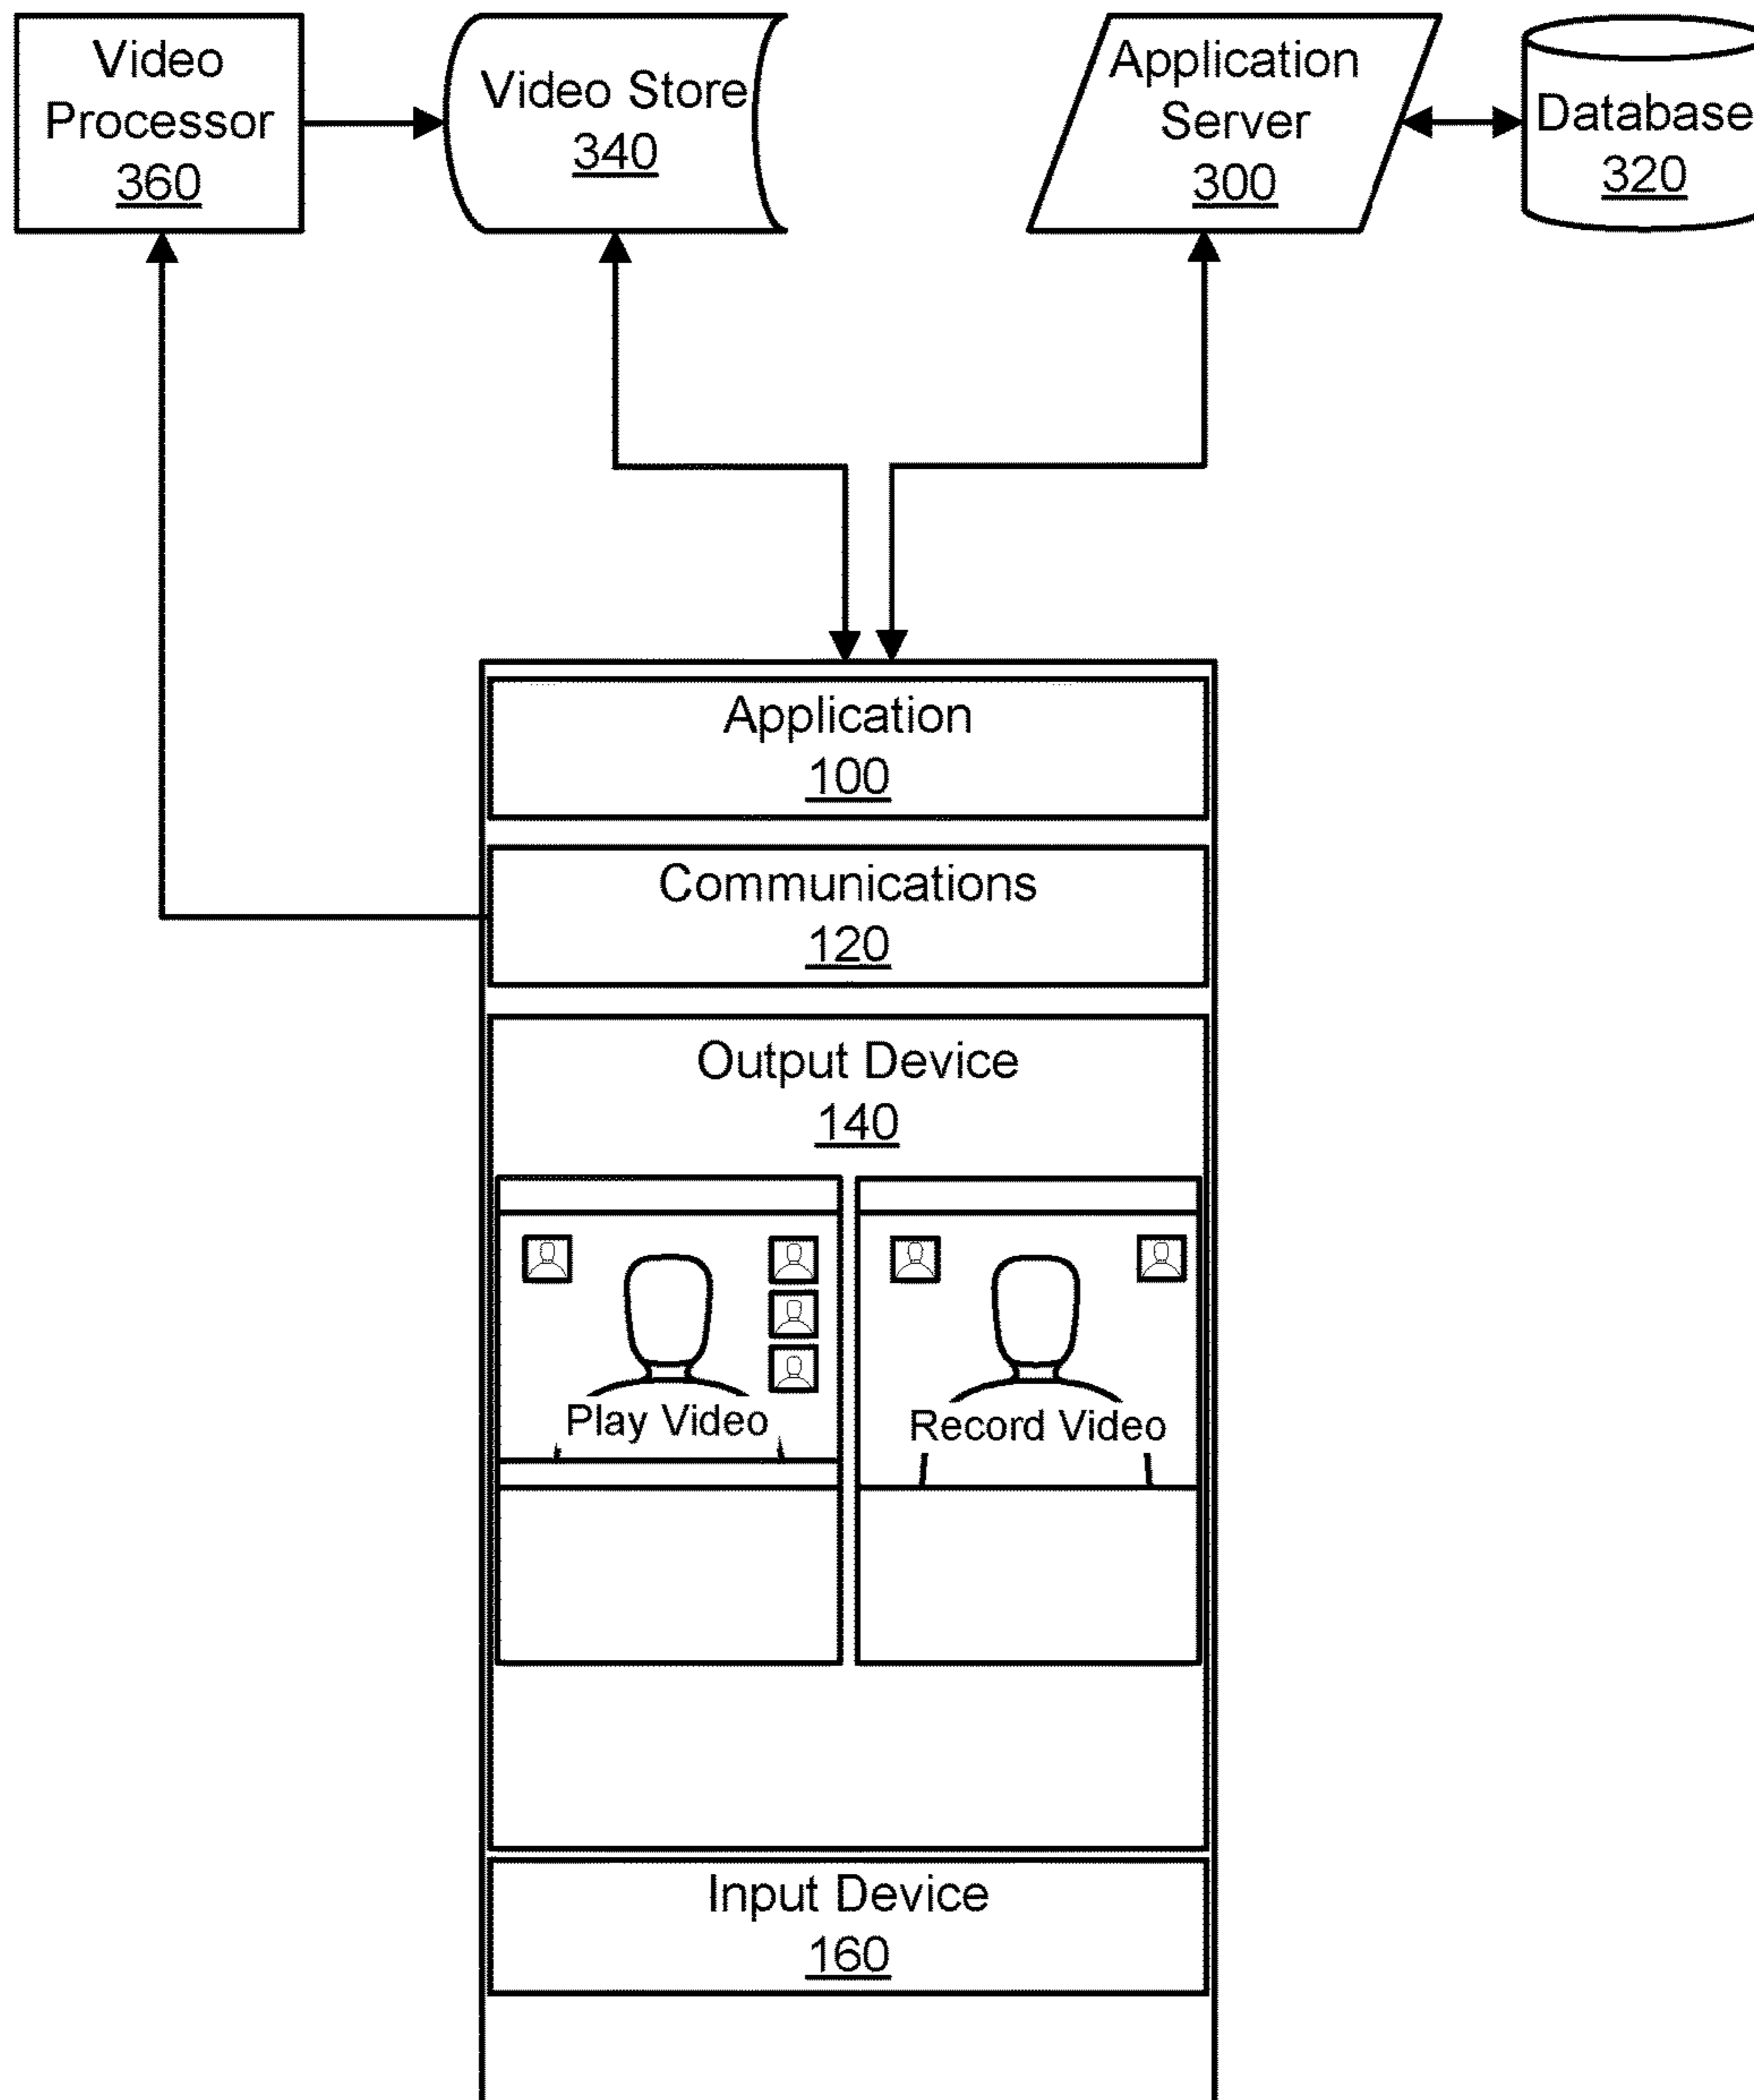 Video
Processor
360
Video Store
340
Application
Server
300
Database
320
Application
100
Communications
120
Output Device
140
Play Video
Record Video
Input Device
160